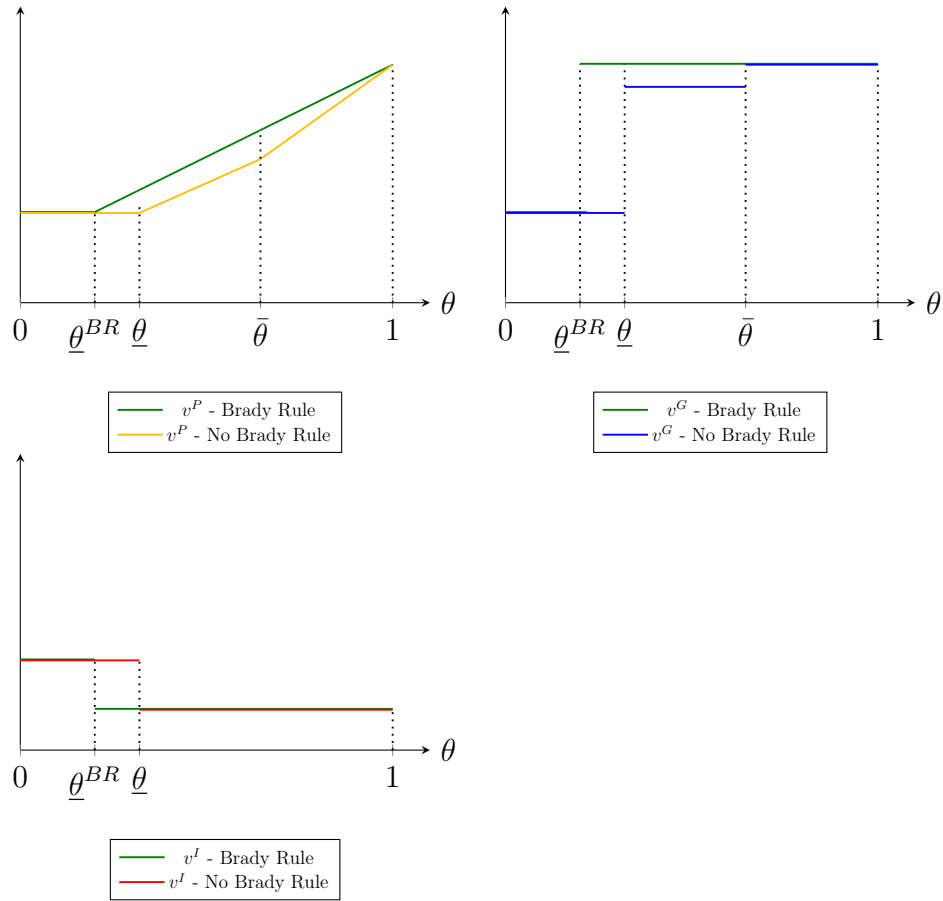 θ
0 θ̲^{BR} θ̲ θ̄ 1
v^P - Brady Rule
v^P - No Brady Rule
θ
0 θ̲^{BR} θ̲ θ̄ 1
v^G - Brady Rule
v^G - No Brady Rule
θ
0 θ̲^{BR} θ̲ 1
v^I - Brady Rule
v^I - No Brady Rule